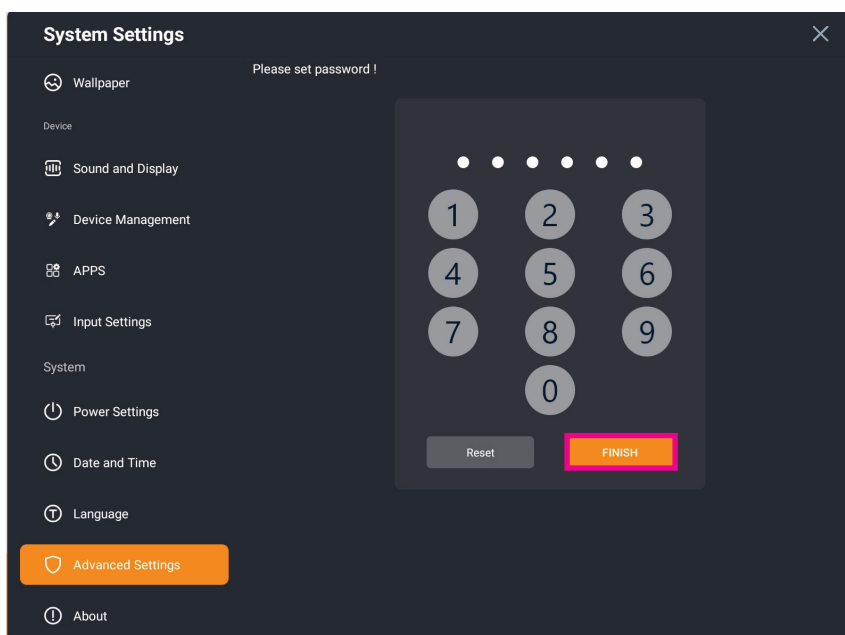 System Settings
Wallpaper
Device
Sound and Display
Device Management
APPS
Input Settings
System
Power Settings
Date and Time
Language
Advanced Settings
About
Please set password !
1 2 3
4 5 6
7 8 9
0
Reset FINISH